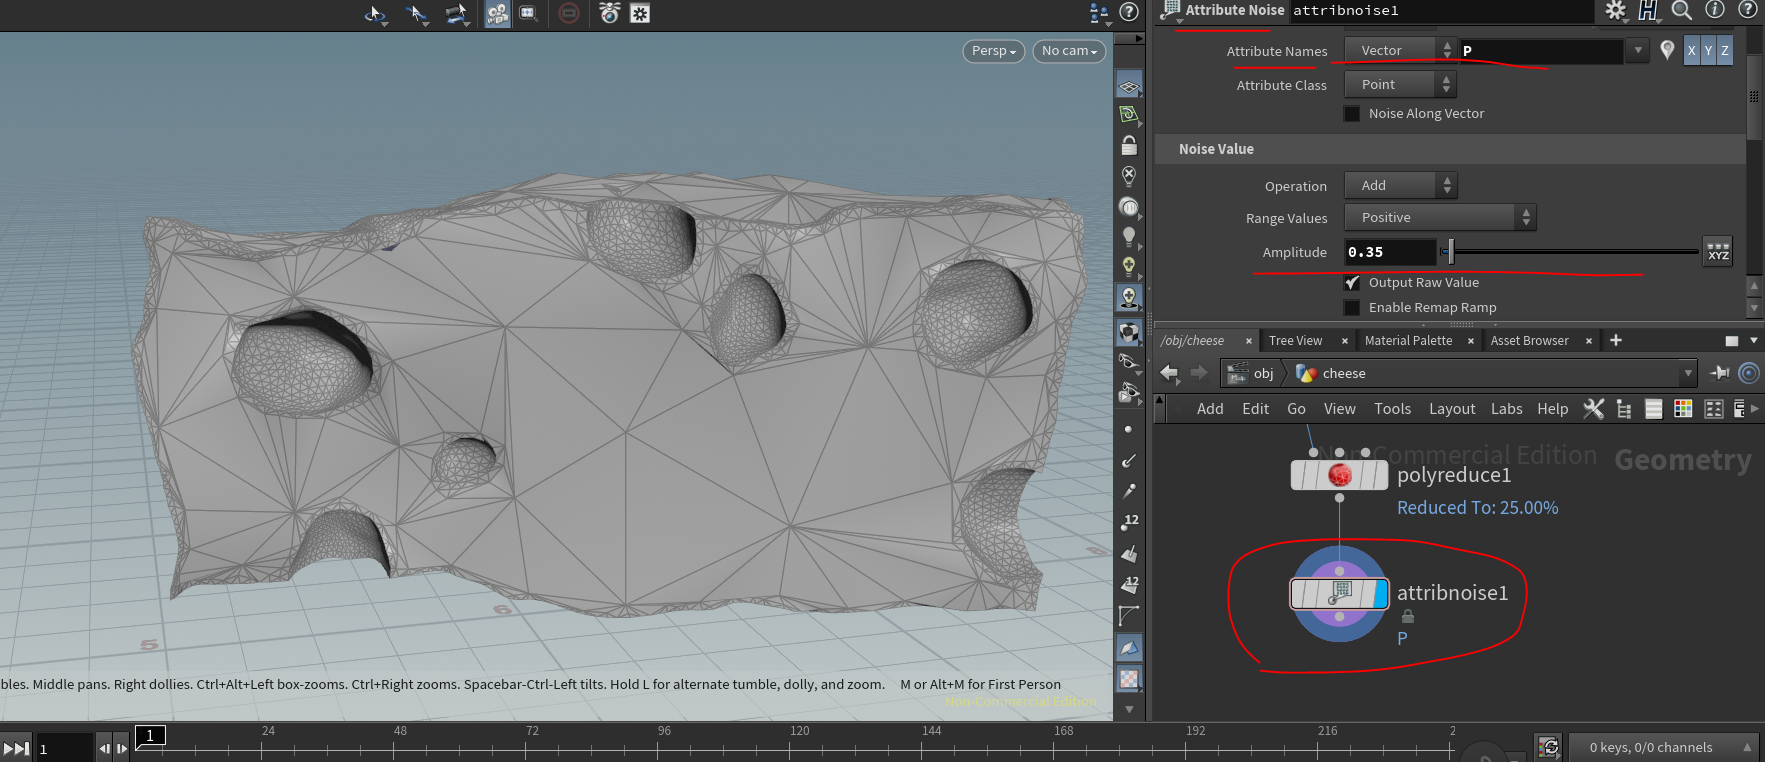 Attribute Noise attribnoise1
Persp No cam
Attribute Names Vector P X Y Z
Attribute Class Point
Noise Along Vector
Noise Value
Operation Add
Range Values Positive
Amplitude 0.35 XYZ
Output Raw Value
Enable Remap Ramp
/obj/cheese × Tree View × Material Palette × Asset Browser × +
obj cheese
Add Edit Go View Tools Layout Labs Help
Non-Commercial Edition Geometry
polyreduce1
Reduced To: 25.00%
attribnoise1
P
12
12
5
6
bles. Middle pans. Right dollies. Ctrl+Alt+Left box-zooms. Ctrl+Right zooms. Spacebar-Ctrl-Left tilts. Hold L for alternate tumble, dolly, and zoom. M or Alt+M for First Person
Non-Commercial Edition
1 1 24 48 72 96 120 144 168 192 216 2
0 keys, 0/0 channels